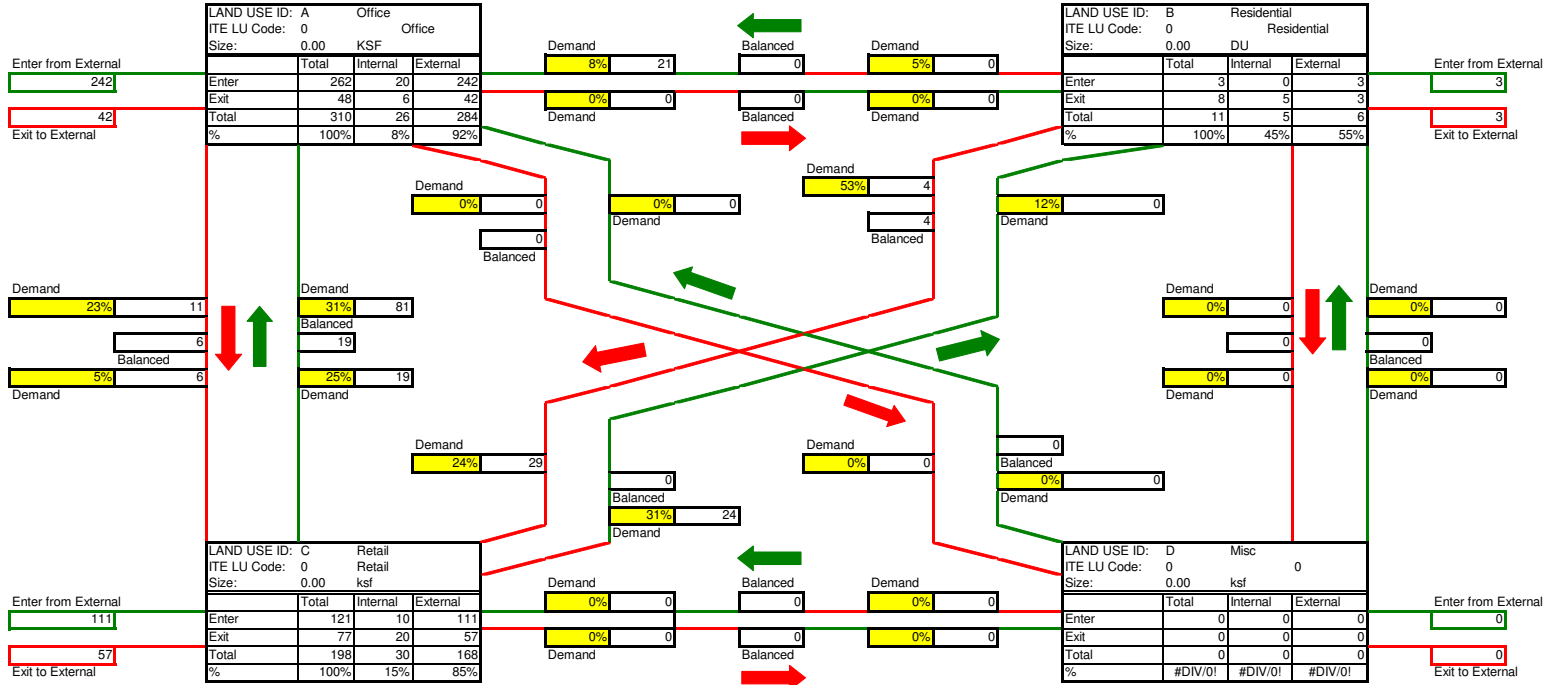 LAND USE ID: A Office
ITE LU Code: 0 Office
Size: 0.00 KSF
Total Internal External
Enter 262 20 242
Exit 48 6 42
Total 310 26 284
% 100% 8% 92%
Enter from External
242
42
Exit to External
Demand Balanced Demand
8% 21 0 5% 0
0% 0 0 0% 0
Demand Balanced Demand
LAND USE ID: B Residential
ITE LU Code: 0 Residential
Size: 0.00 DU
Total Internal External
Enter 3 0 3
Exit 8 5 3
Total 11 5 6
% 100% 45% 55%
Enter from External
3
3
Exit to External
Demand
0% 0
0
Balanced
0% 0
Demand
Demand
53% 4
4
Balanced
12% 0
Demand
Demand
23% 11
6
Balanced
5% 6
Demand
31% 81
Balanced
19
25% 19
Demand
Demand
0% 0
0
0% 0
Demand
0% 0
0
Balanced
0% 0
Demand
Demand
24% 29
0
Balanced
31% 24
Demand
Demand
0% 0
0
Balanced
0% 0
Demand
LAND USE ID: C Retail
ITE LU Code: 0 Retail
Size: 0.00 ksf
Total Internal External
Enter 121 10 111
Exit 77 20 57
Total 198 30 168
% 100% 15% 85%
Enter from External
111
57
Exit to External
Demand Balanced Demand
0% 0 0 0% 0
0% 0 0 0% 0
Demand Balanced Demand
LAND USE ID: D Misc
ITE LU Code: 0 0
Size: 0.00 ksf
Total Internal External
Enter 0 0 0
Exit 0 0 0
Total 0 0 0
% #DIV/0! #DIV/0! #DIV/0!
Enter from External
0
0
Exit to External